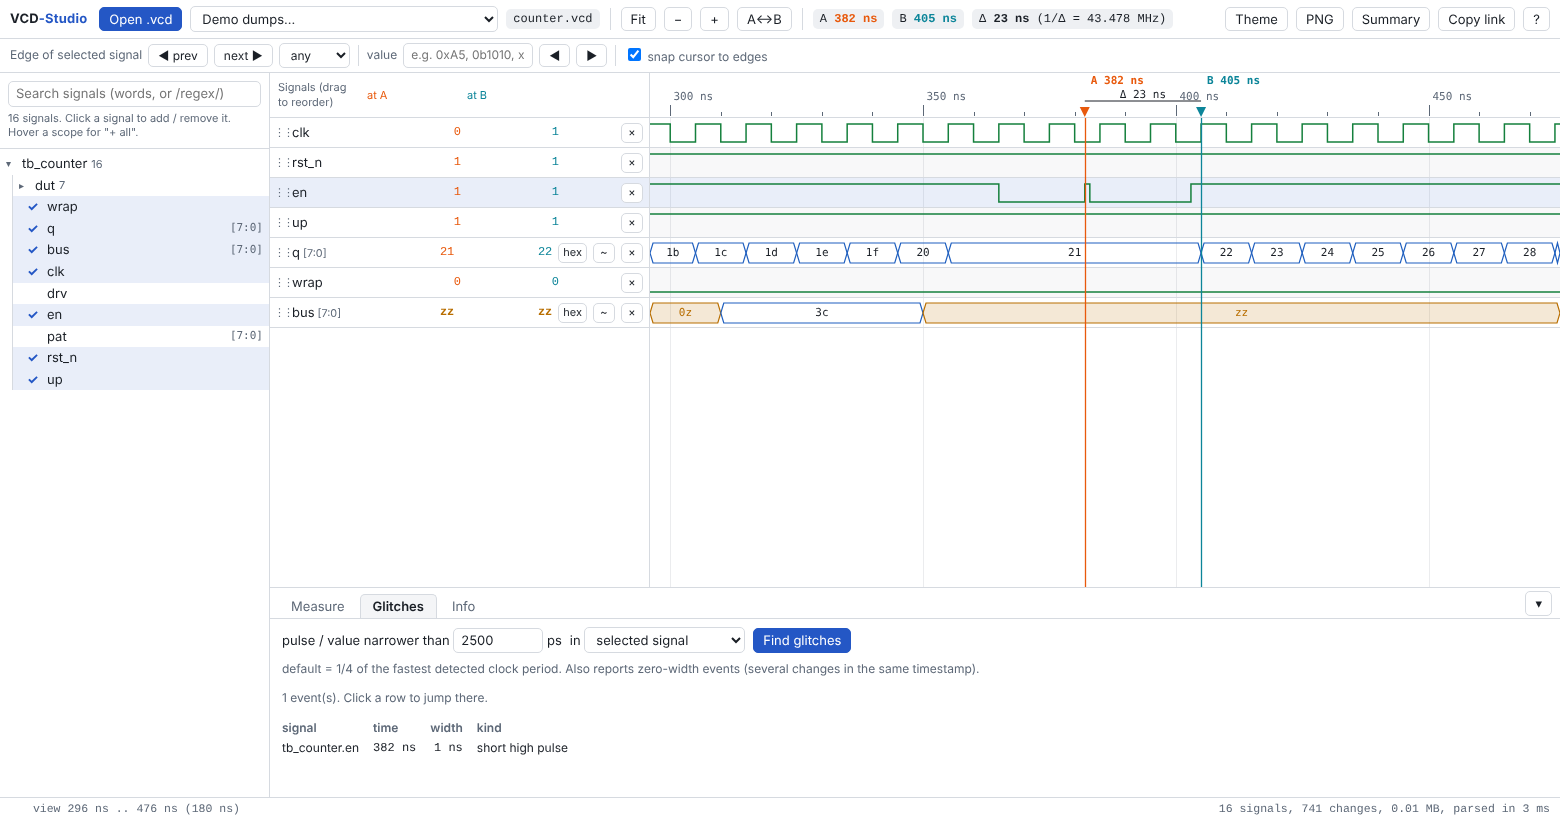 VCD-Studio Open .vcd Demo dumps... counter.vcd Fit − + A↔B A 382 ns B 405 ns Δ 23 ns (1/Δ = 43.478 MHz) Theme PNG Summary Copy link ?
Edge of selected signal ◀ prev next ▶ any value e.g. 0xA5, 0b1010, x ◀ ▶ snap cursor to edges
Search signals (words, or /regex/)
16 signals. Click a signal to add / remove it.
Hover a scope for "+ all".
▾ tb_counter 16
▸ dut 7
✓ wrap
✓ q [7:0]
✓ bus [7:0]
✓ clk
drv
✓ en
pat [7:0]
✓ rst_n
✓ up
Signals (drag
to reorder)
at A at B
A 382 ns B 405 ns
Δ 23 ns
300 ns 350 ns 400 ns 450 ns
clk 0 1 ×
rst_n 1 1 ×
en 1 1 ×
up 1 1 ×
q [7:0] 21 22 hex ~ × 1b 1c 1d 1e 1f 20 21 22 23 24 25 26 27 28
wrap 0 0 ×
bus [7:0] zz zz hex ~ × 0z 3c zz
Measure Glitches Info ▾
pulse / value narrower than 2500 ps in selected signal Find glitches
default = 1/4 of the fastest detected clock period. Also reports zero-width events (several changes in the same timestamp).
1 event(s). Click a row to jump there.
signal time width kind
tb_counter.en 382 ns 1 ns short high pulse
view 296 ns .. 476 ns (180 ns)
16 signals, 741 changes, 0.01 MB, parsed in 3 ms